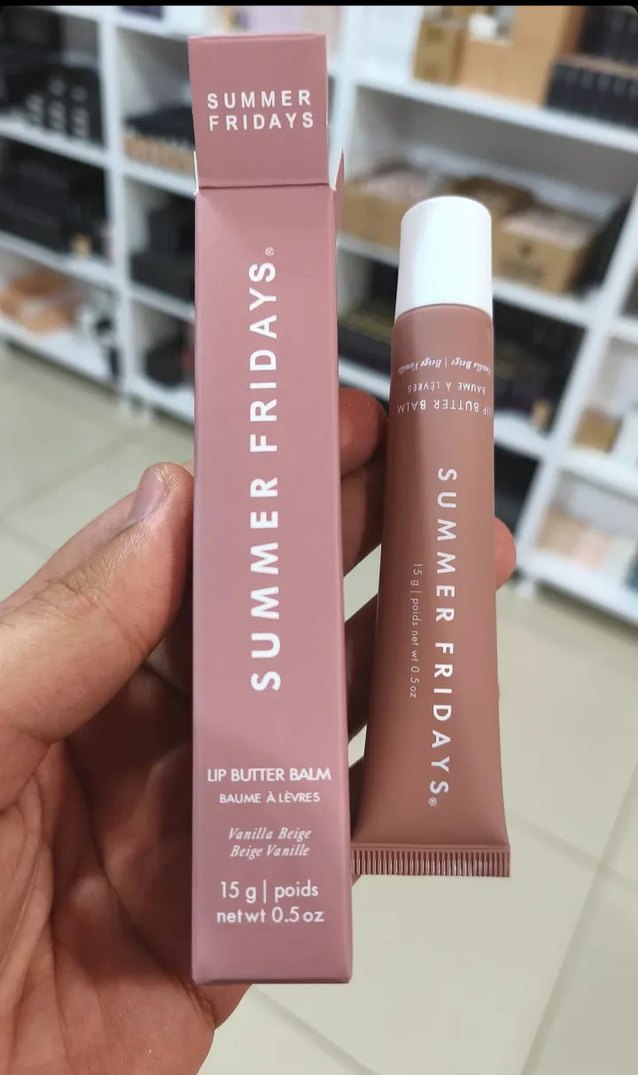 SUMMER
FRIDAYS
SUMMER FRIDAYS®
LIP BUTTER BALM
BAUME À LÈVRES
Vanilla Beige
Beige Vanille
15 g | poids
net wt 0.5 oz
LIP BUTTER BALM
BAUME À LÈVRES
Vanilla Beige | Beige Vanille
SUMMER FRIDAYS®
15 g | poids net wt 0.5 oz